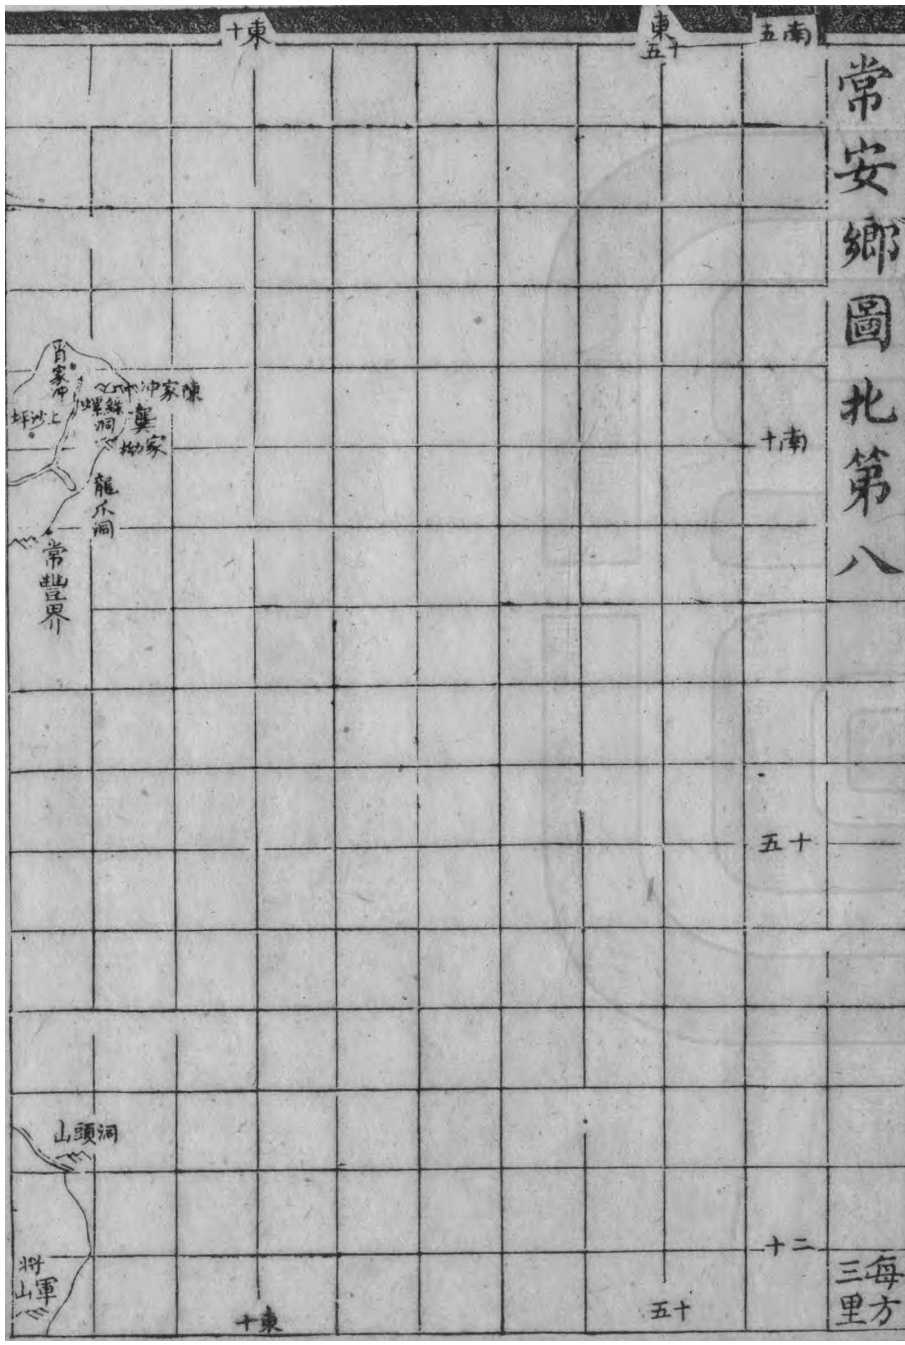 常安鄉圖北第八
每方
三里
南五
東十五
東十
南十
十五
二十
十五
東十
陳家冲
龔家坳
螺絲洞
龍爪洞
肖家冲
上沙坪
常豐界
山頭洞
將軍山